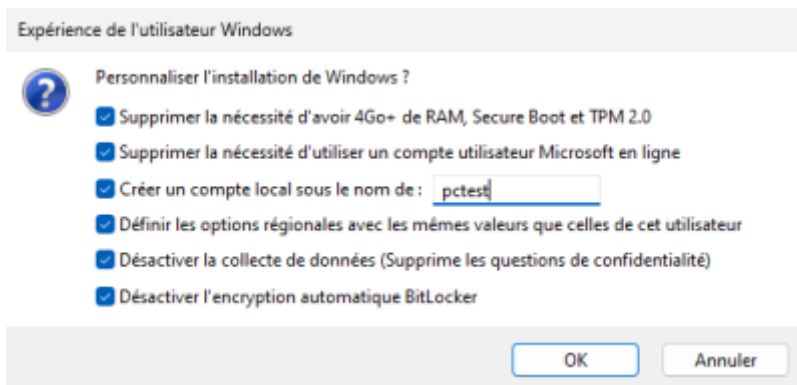 Expérience de l'utilisateur Windows
Personnaliser l'installation de Windows ?
Supprimer la nécessité d'avoir 4Go+ de RAM, Secure Boot et TPM 2.0
Supprimer la nécessité d'utiliser un compte utilisateur Microsoft en ligne
Créer un compte local sous le nom de : pctest
Définir les options régionales avec les mêmes valeurs que celles de cet utilisateur
Désactiver la collecte de données (Supprime les questions de confidentialité)
Désactiver l'encryption automatique BitLocker
OK Annuler